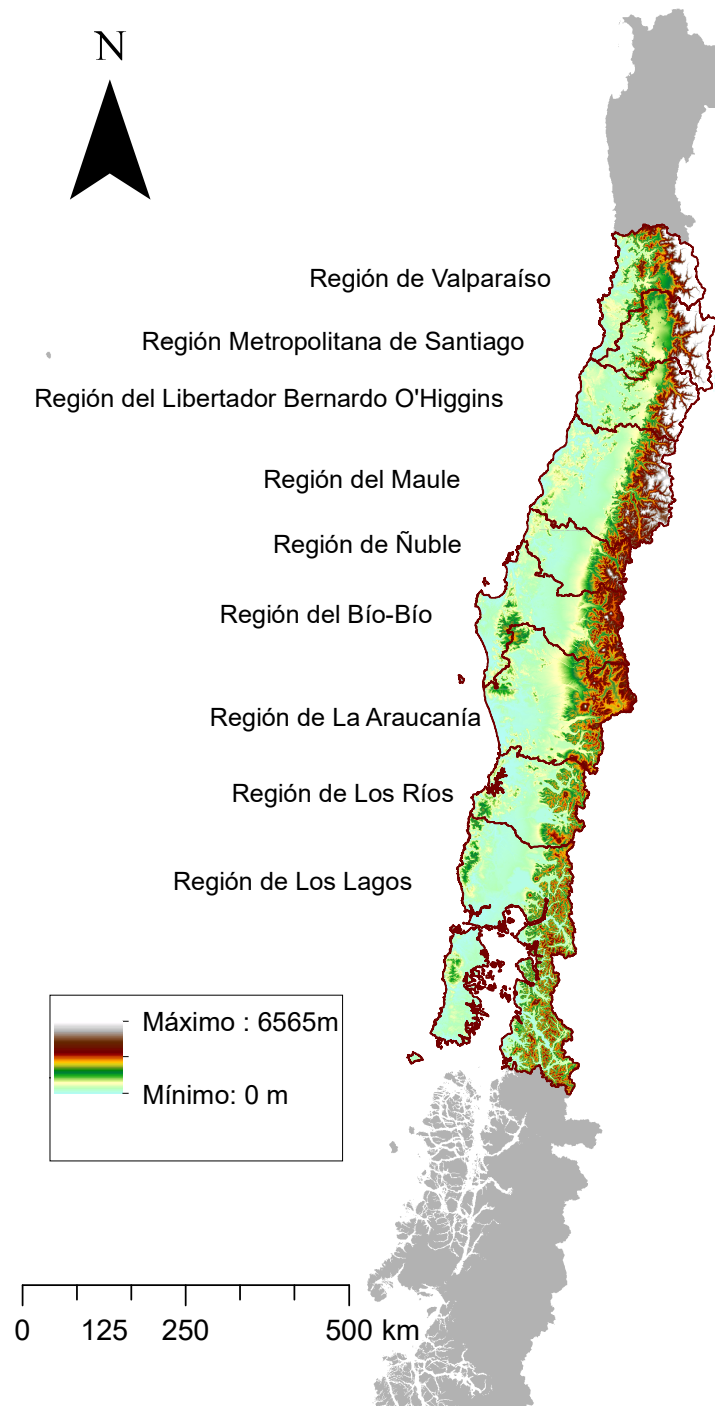 N
Región de Valparaíso
Región Metropolitana de Santiago
Región del Libertador Bernardo O'Higgins
Región del Maule
Región de Ñuble
Región del Bío-Bío
Región de La Araucanía
Región de Los Ríos
Región de Los Lagos
Máximo : 6565m
Mínimo: 0 m
0 125 250 500 km